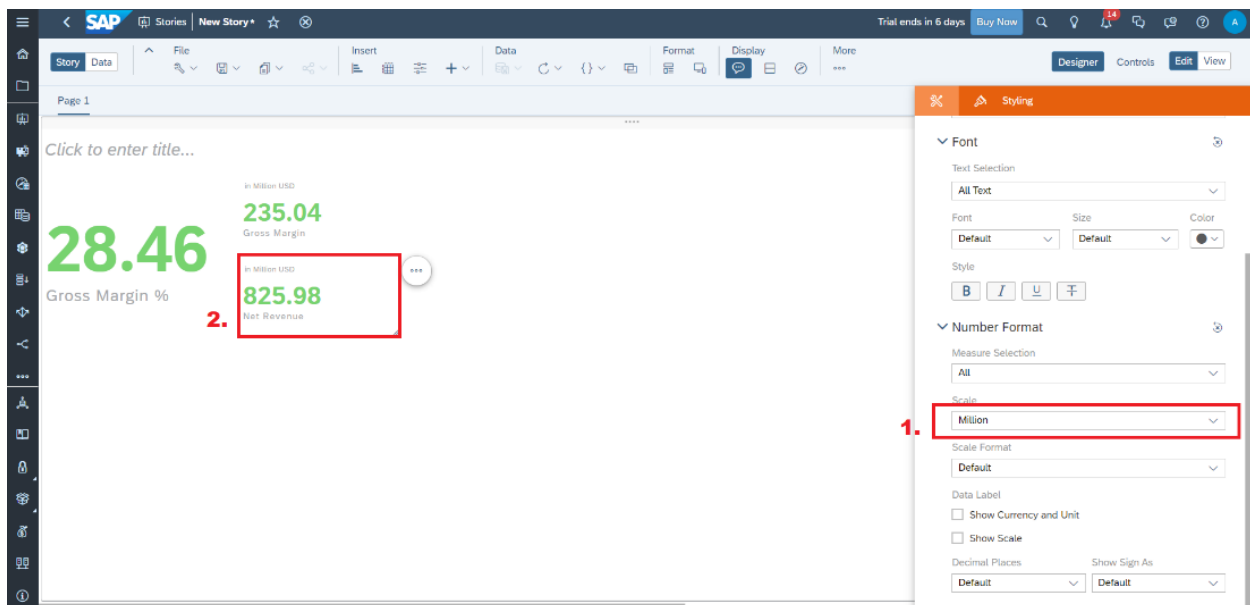 SAP Stories New Story* Trial ends in 6 days Buy Now 14 A
Story Data File Insert Data Format Display More Designer Controls Edit View
Page 1
Styling
Click to enter title...
in Million USD
235.04
Gross Margin
28.46
Gross Margin %
in Million USD
825.98
Net Revenue
2.
Font
Text Selection
All Text
Font Size Color
Default Default
Style
B I U T
Number Format
Measure Selection
All
Scale
1. Million
Scale Format
Default
Data Label
Show Currency and Unit
Show Scale
Decimal Places Show Sign As
Default Default